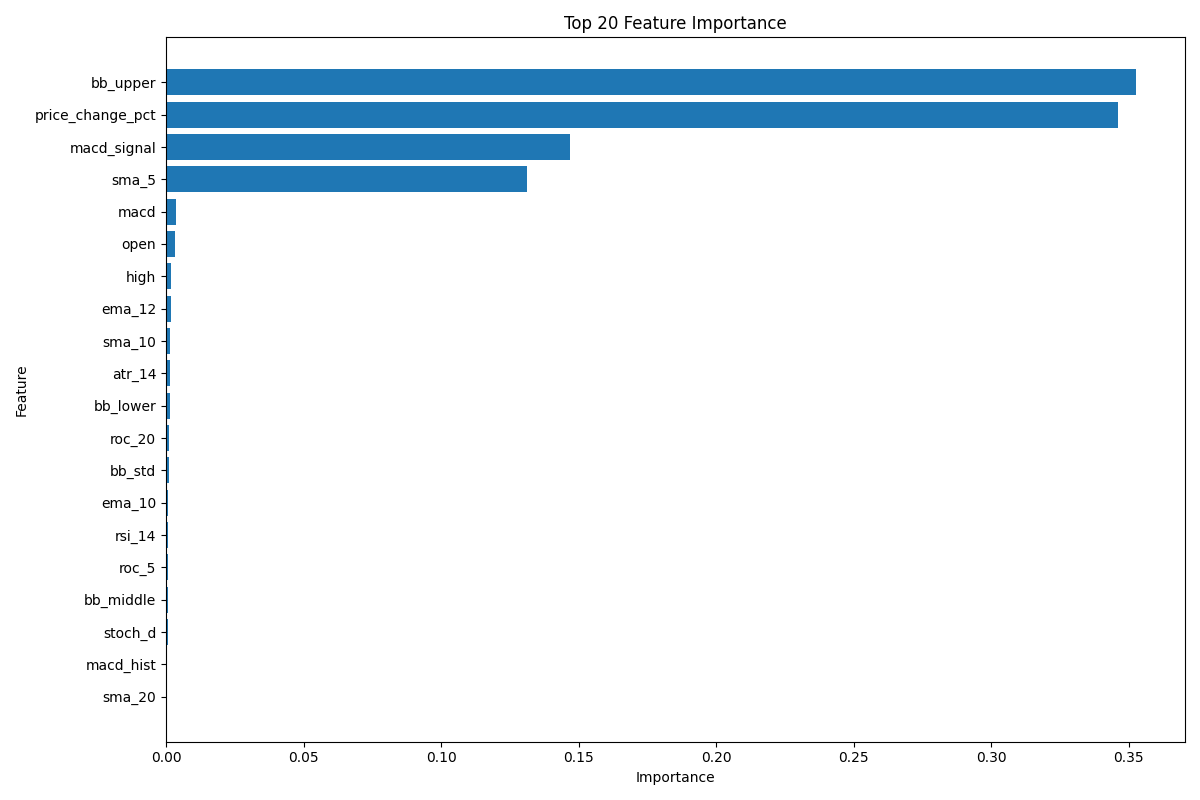 Top 20 Feature Importance
bb_upper
price_change_pct
macd_signal
sma_5
macd
open
high
ema_12
sma_10
atr_14
bb_lower
roc_20
bb_std
ema_10
rsi_14
roc_5
bb_middle
stoch_d
macd_hist
sma_20
Feature
0.00 0.05 0.10 0.15 0.20 0.25 0.30 0.35
Importance